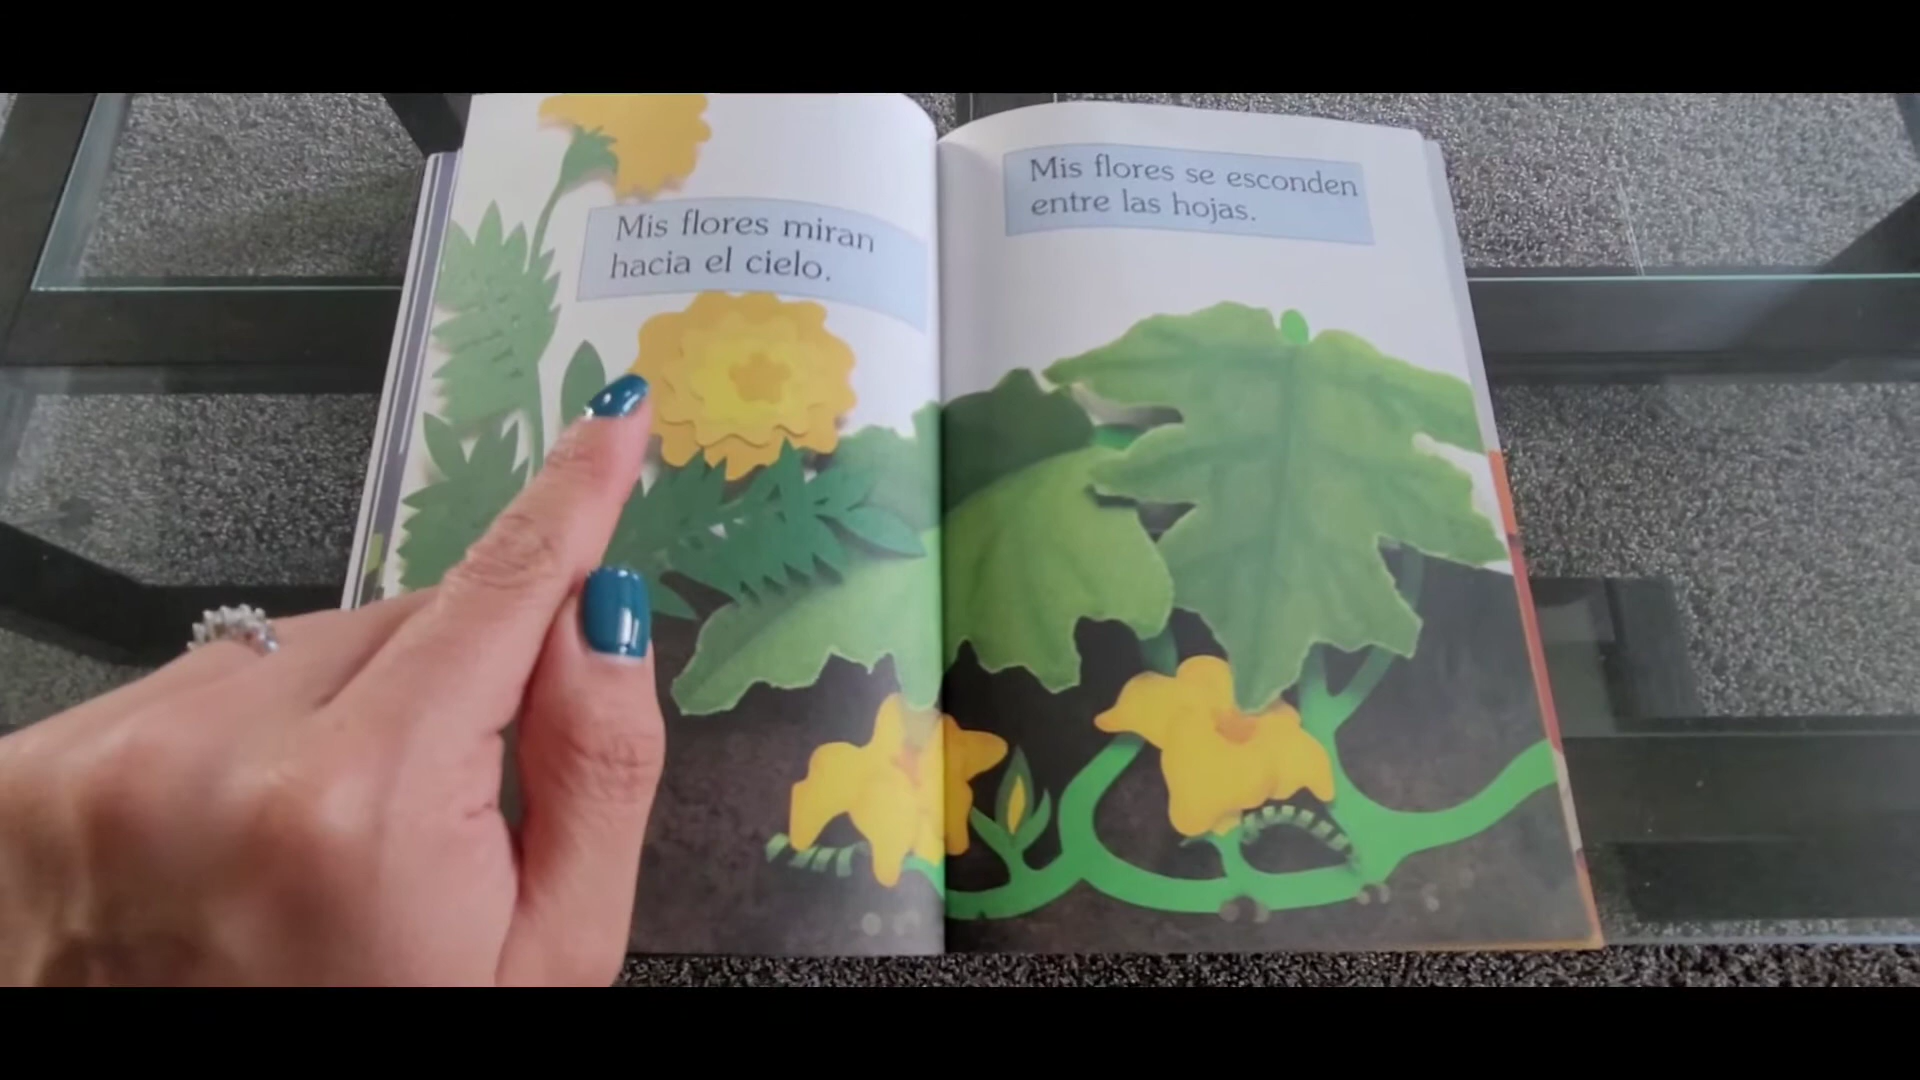 Mis flores miran
hacia el cielo.
Mis flores se esconden
entre las hojas.